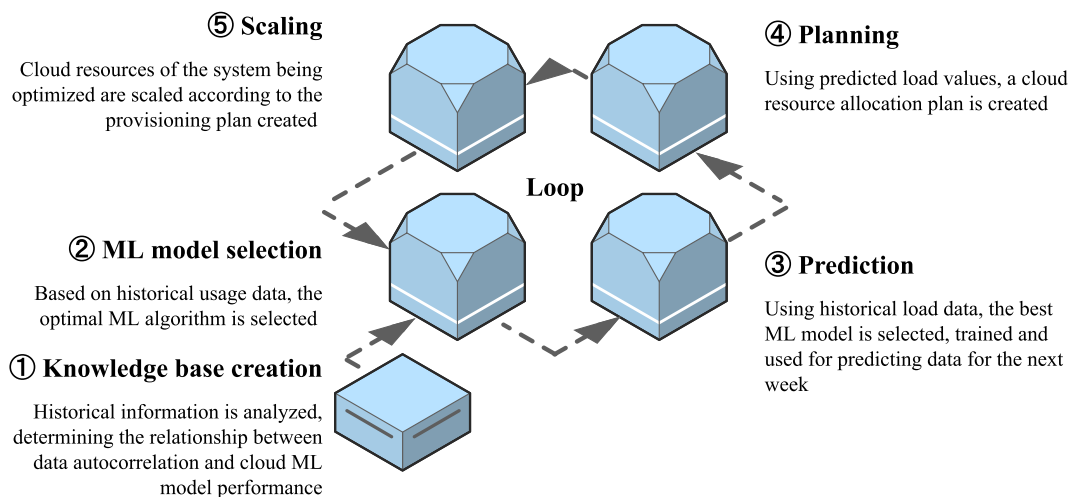 ⑤ Scaling
Cloud resources of the system being
optimized are scaled according to the
provisioning plan created
④ Planning
Using predicted load values, a cloud
resource allocation plan is created
Loop
② ML model selection
Based on historical usage data, the
optimal ML algorithm is selected
③ Prediction
Using historical load data, the best
ML model is selected, trained and
used for predicting data for the next
week
① Knowledge base creation
Historical information is analyzed,
determining the relationship between
data autocorrelation and cloud ML
model performance